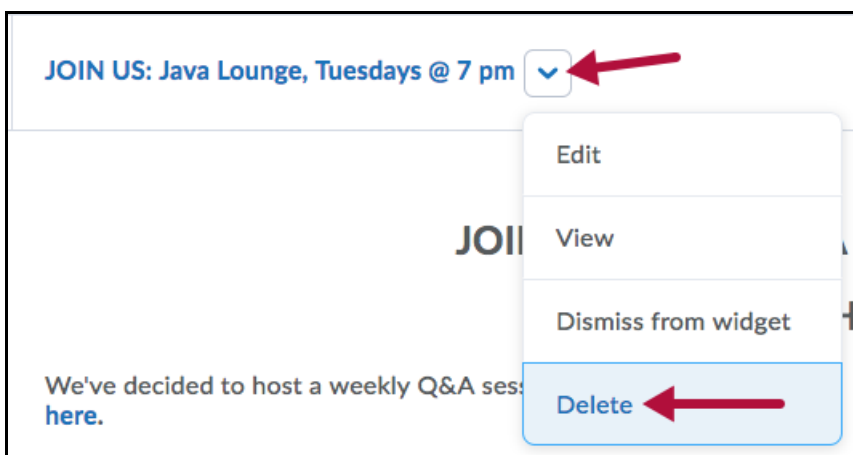 JOIN US: Java Lounge, Tuesdays @ 7 pm
Edit
View
Dismiss from widget
Delete
We've decided to host a weekly Q&A
here.